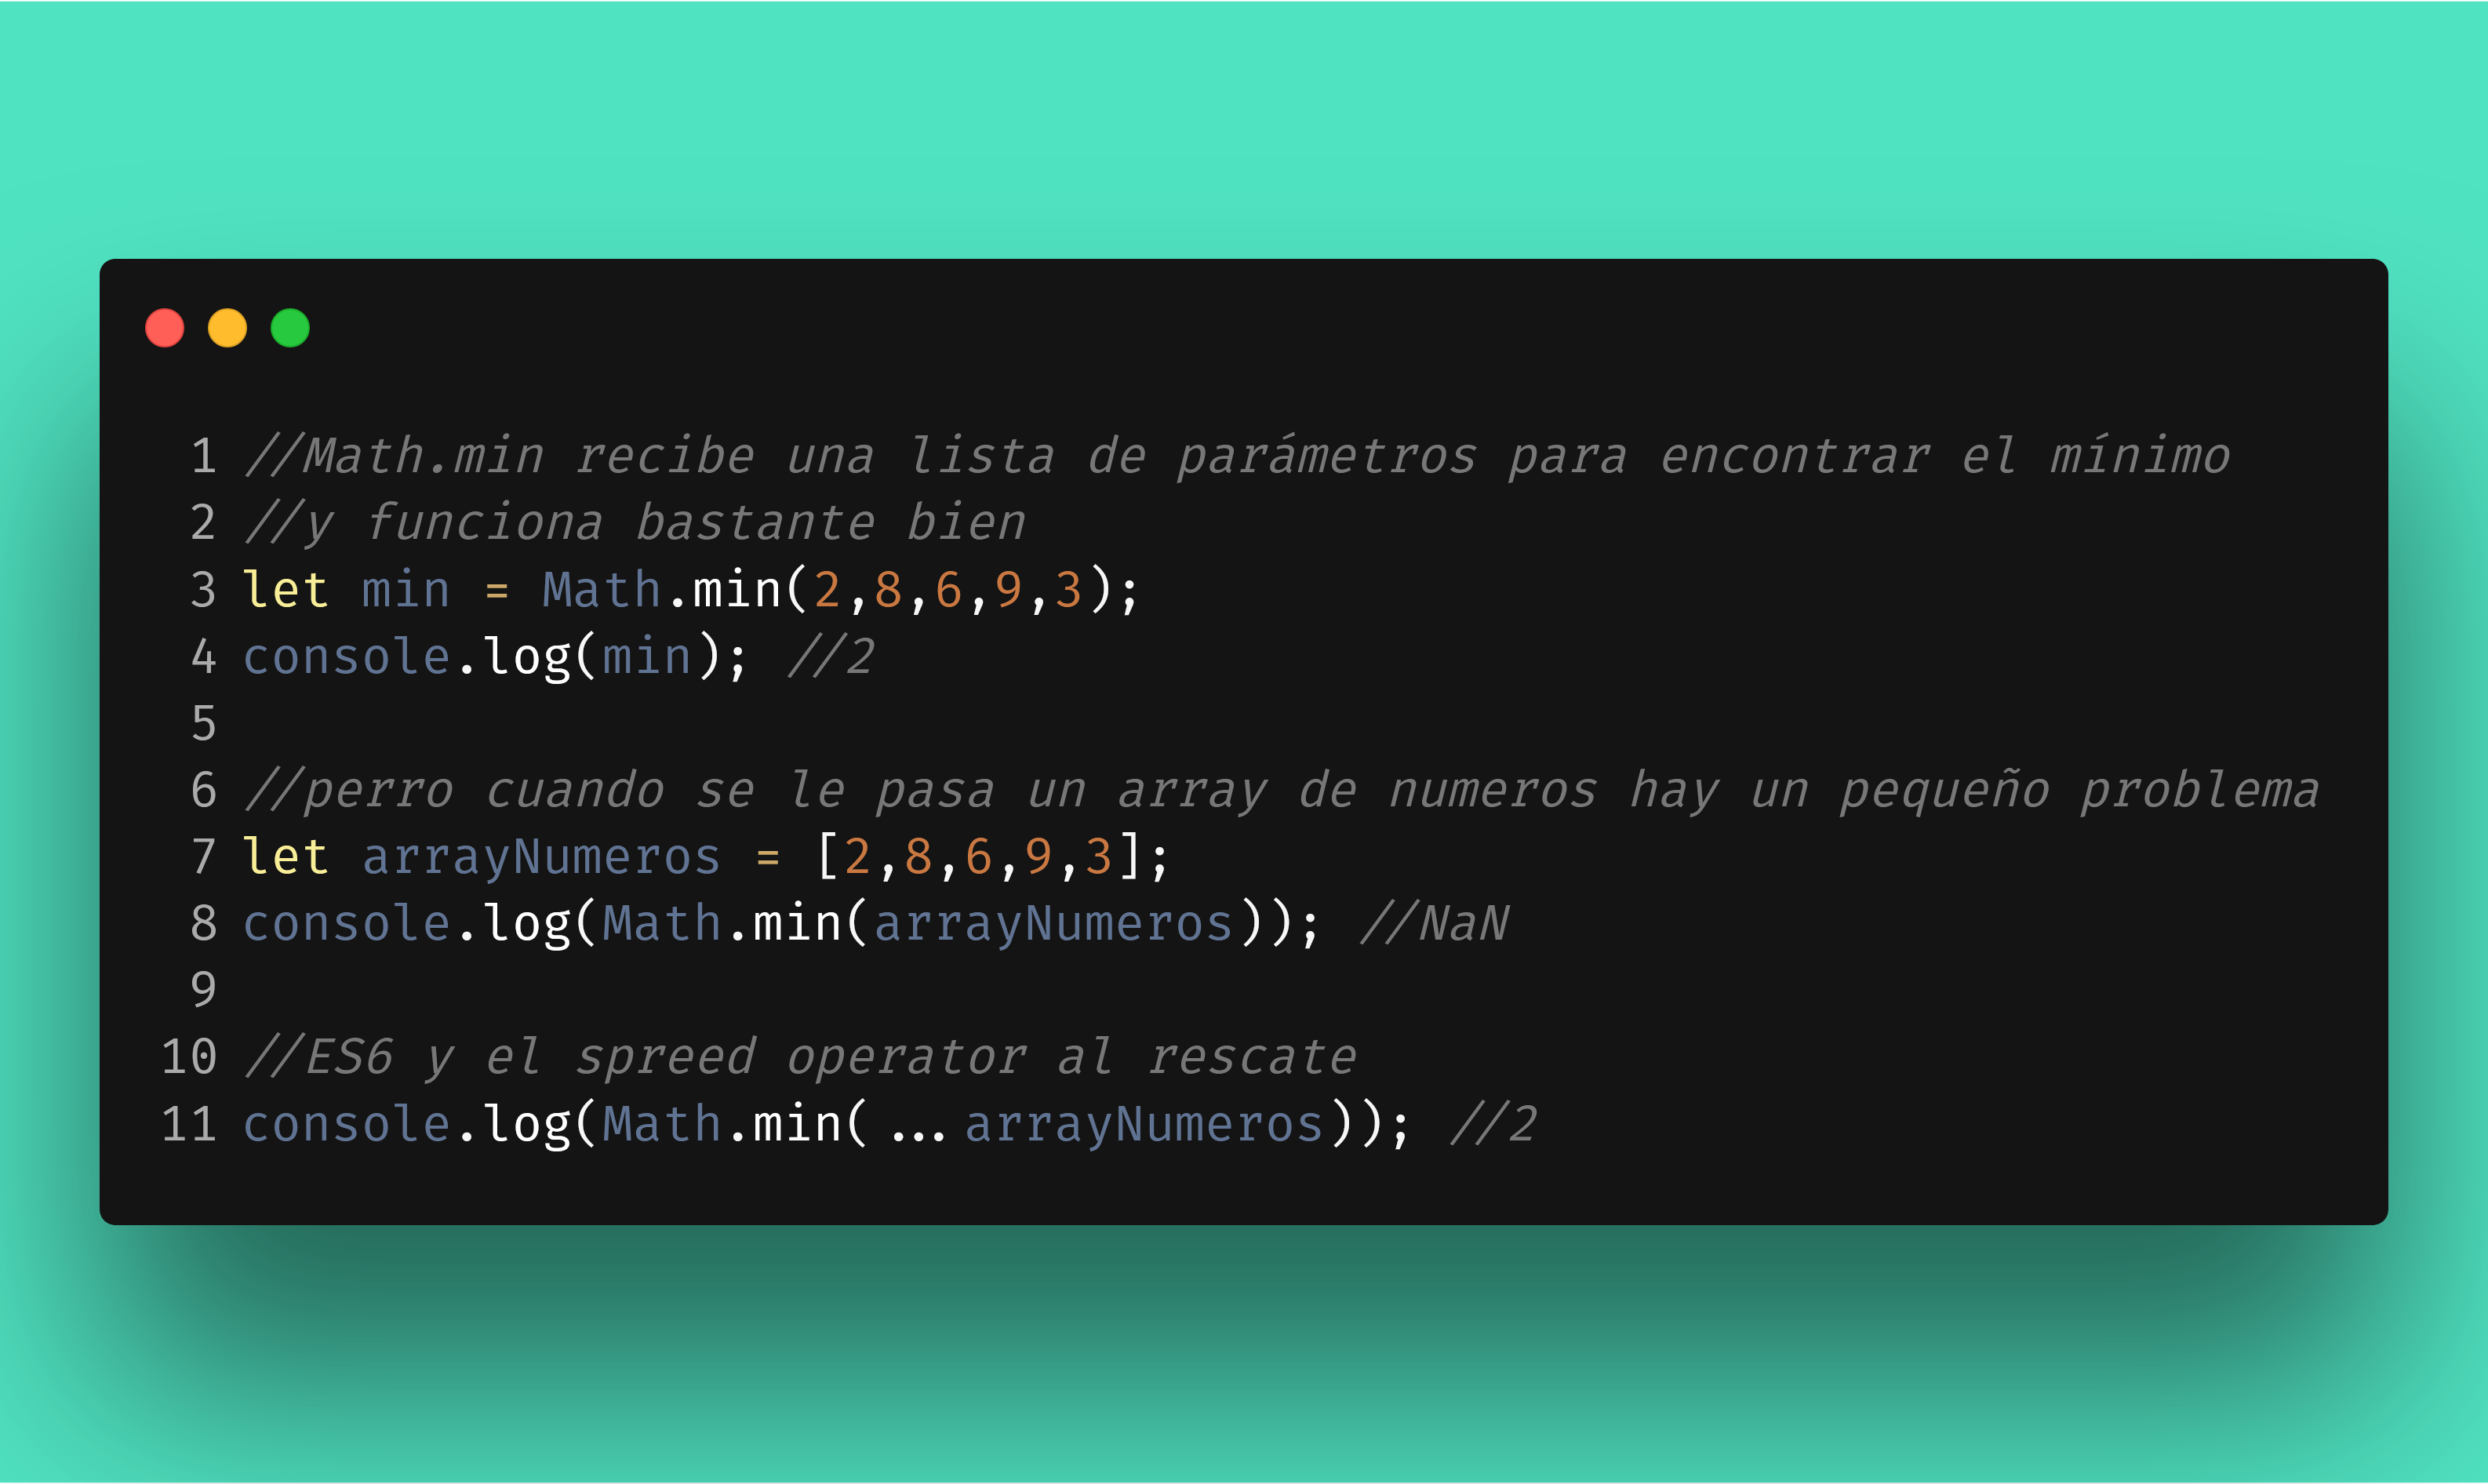 1 //Math.min recibe una lista de parámetros para encontrar el mínimo
2 //y funciona bastante bien
3 let min = Math.min(2,8,6,9,3);
4 console.log(min); //2
5
6 //perro cuando se le pasa un array de numeros hay un pequeño problema
7 let arrayNumeros = [2,8,6,9,3];
8 console.log(Math.min(arrayNumeros)); //NaN
9
10 //ES6 y el spreed operator al rescate
11 console.log(Math.min(...arrayNumeros)); //2